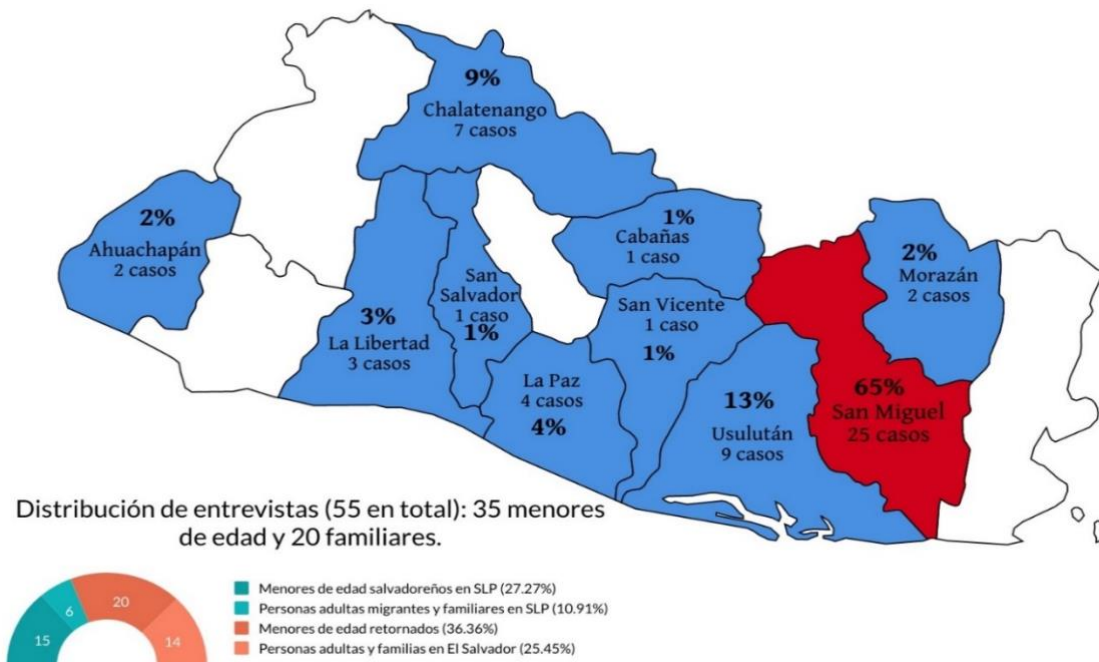 9%
Chalatenango
7 casos
2%
Ahuachapán
2 casos
1%
Cabañas
1 caso
2%
Morazán
2 casos
San
Salvador
1 caso
1%
San Vicente
1 caso
1%
3%
La Libertad
3 casos
La Paz
4 casos
4%
13%
Usulután
9 casos
65%
San Miguel
25 casos
Distribución de entrevistas (55 en total): 35 menores
de edad y 20 familiares.
15
6
20
14
Menores de edad salvadoreños en SLP (27.27%)
Personas adultas migrantes y familiares en SLP (10.91%)
Menores de edad retornados (36.36%)
Personas adultas y familias en El Salvador (25.45%)